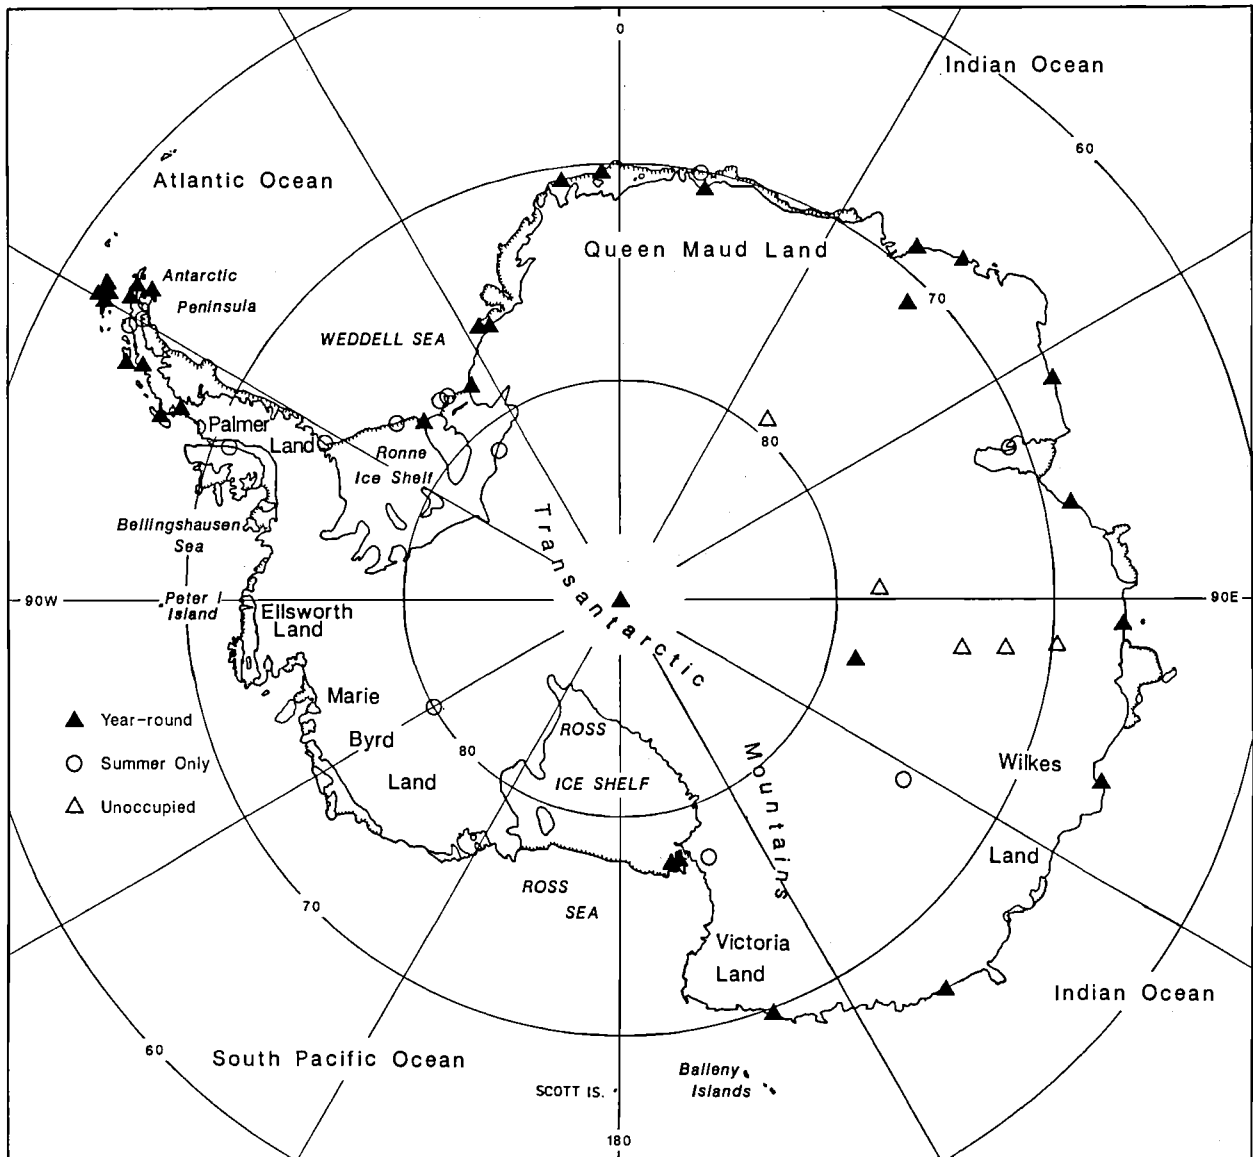 0
Indian Ocean
60
Atlantic Ocean
Queen Maud Land
Antarctic
Peninsula
70
WEDDELL SEA
Palmer
Land
80
Ronne
Ice Shelf
Bellingshausen
Sea
Transantarctic
90W
Peter I
Island
Ellsworth
Land
90E
Marie
Byrd
Land
Year-round
Summer Only
Unoccupied
80
ROSS
ICE SHELF
Mountains
Wilkes
Land
70
ROSS
SEA
Victoria
Land
Indian Ocean
60
South Pacific Ocean
Balleny
Islands
SCOTT IS.
180